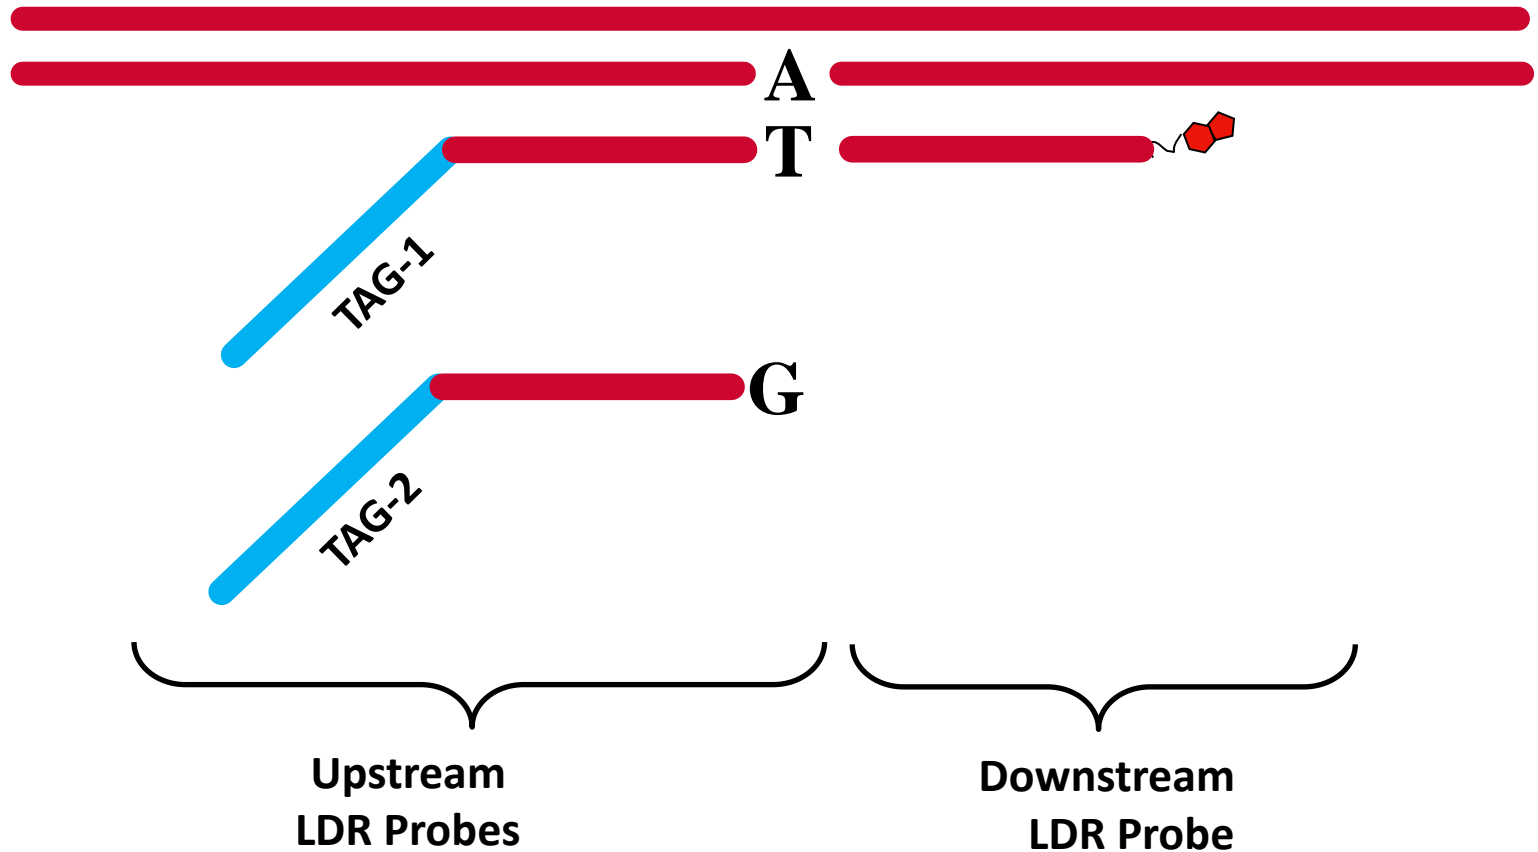 A
T
TAG-1
G
TAG-2
Upstream
LDR Probes
Downstream
LDR Probe